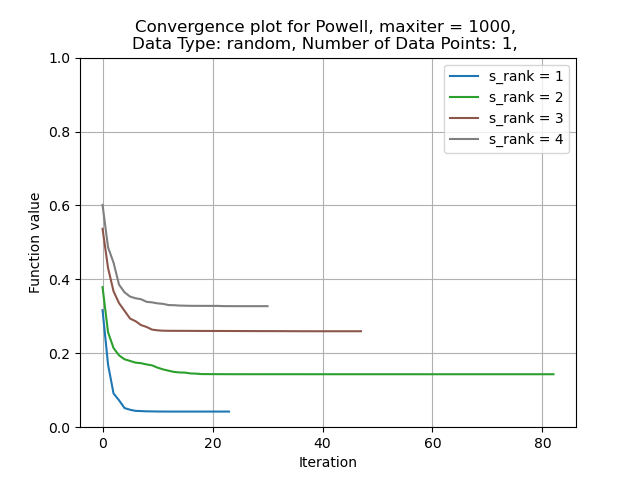 Convergence plot for Powell, maxiter = 1000,
Data Type: random, Number of Data Points: 1,
1.0
0.8
0.6
0.4
0.2
0.0
Function value
s_rank = 1
s_rank = 2
s_rank = 3
s_rank = 4
0 20 40 60 80
Iteration